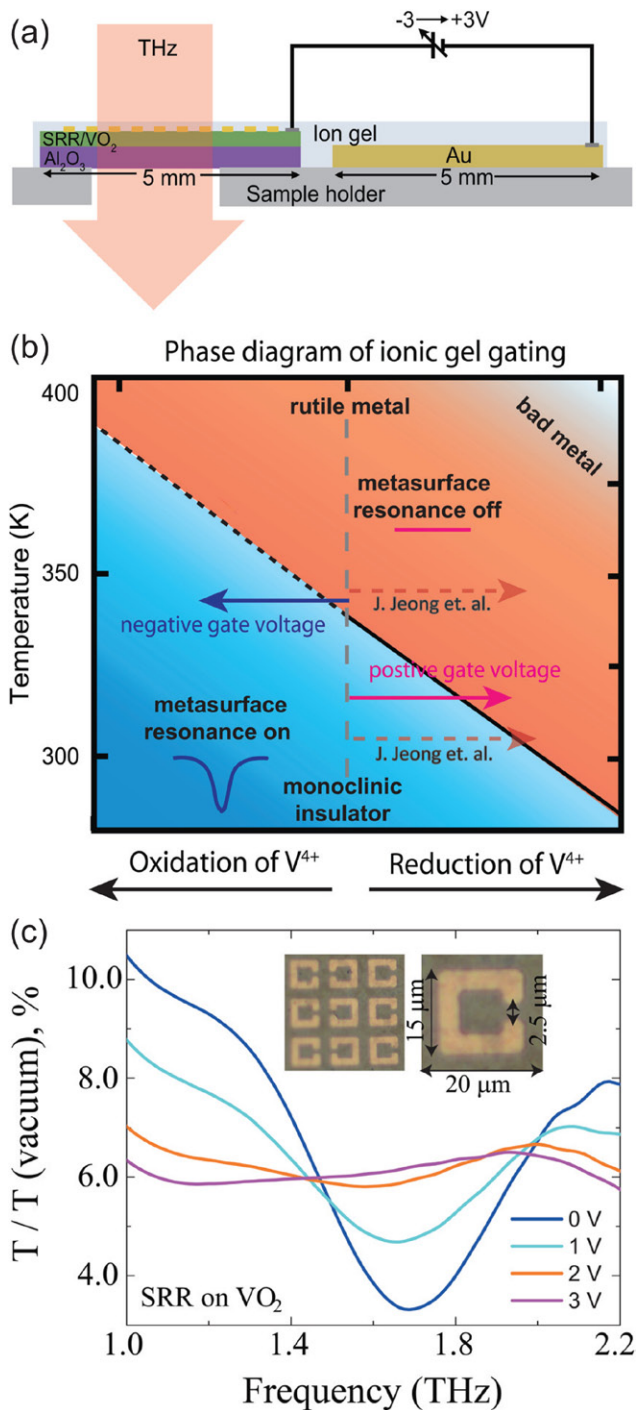 (a)
-3→+3V
THz
Ion gel
SRR/VO₂
Al₂O₃
Au
5 mm
5 mm
Sample holder
(b)
Phase diagram of ionic gel gating
400
350
300
Temperature (K)
rutile metal
bad metal
metasurface
resonance off
J. Jeong et. al.
negative gate voltage
postive gate voltage
metasurface
resonance on
J. Jeong et. al.
monoclinic
insulator
Oxidation of V⁴⁺
Reduction of V⁴⁺
(c)
10.0
8.0
6.0
4.0
T / T (vacuum), %
15 μm
2.5 μm
20 μm
0 V
1 V
2 V
3 V
SRR on VO₂
1.0
1.4
1.8
2.2
Frequency (THz)